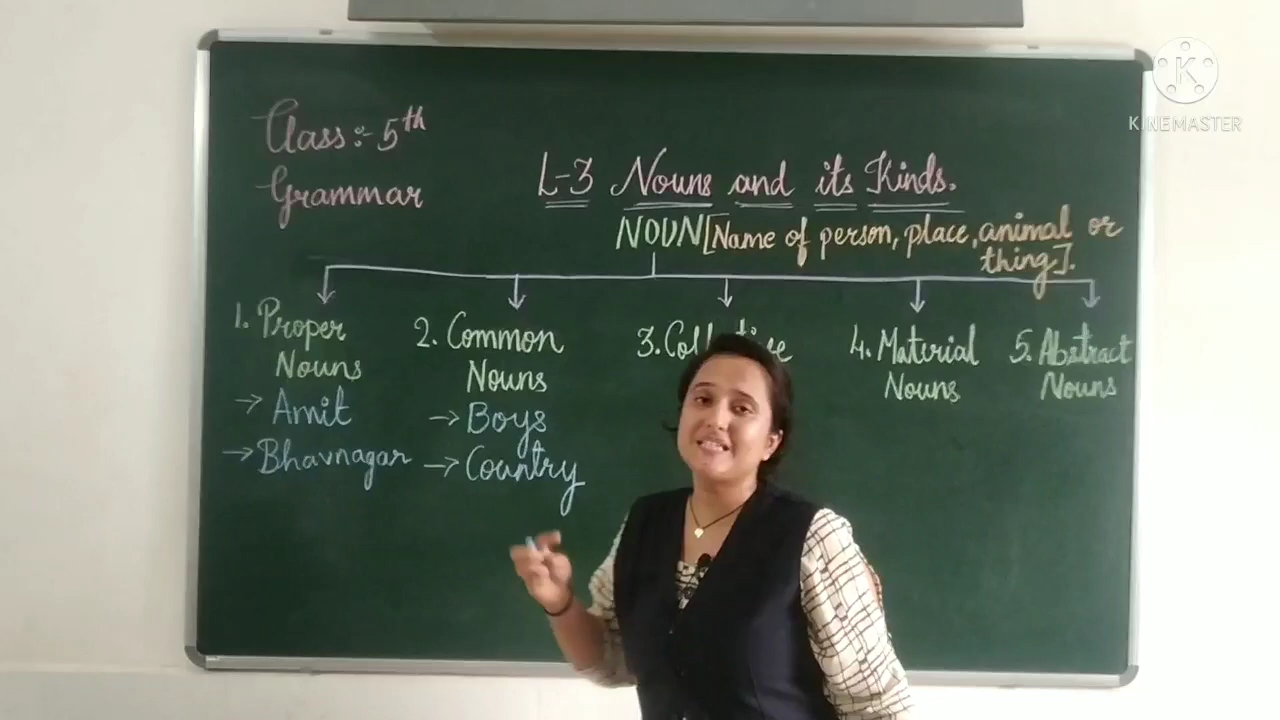 Class:- 5th
Grammar
L-3 Nouns and its Kinds.
NOUN [Name of person, place, animal or
thing].
1. Proper
Nouns
→ Amit
→ Bhavnagar
2. Common
Nouns
→ Boys
→ Country
3.
4. Material
Nouns
5. Abstract
Nouns
K
KINEMASTER